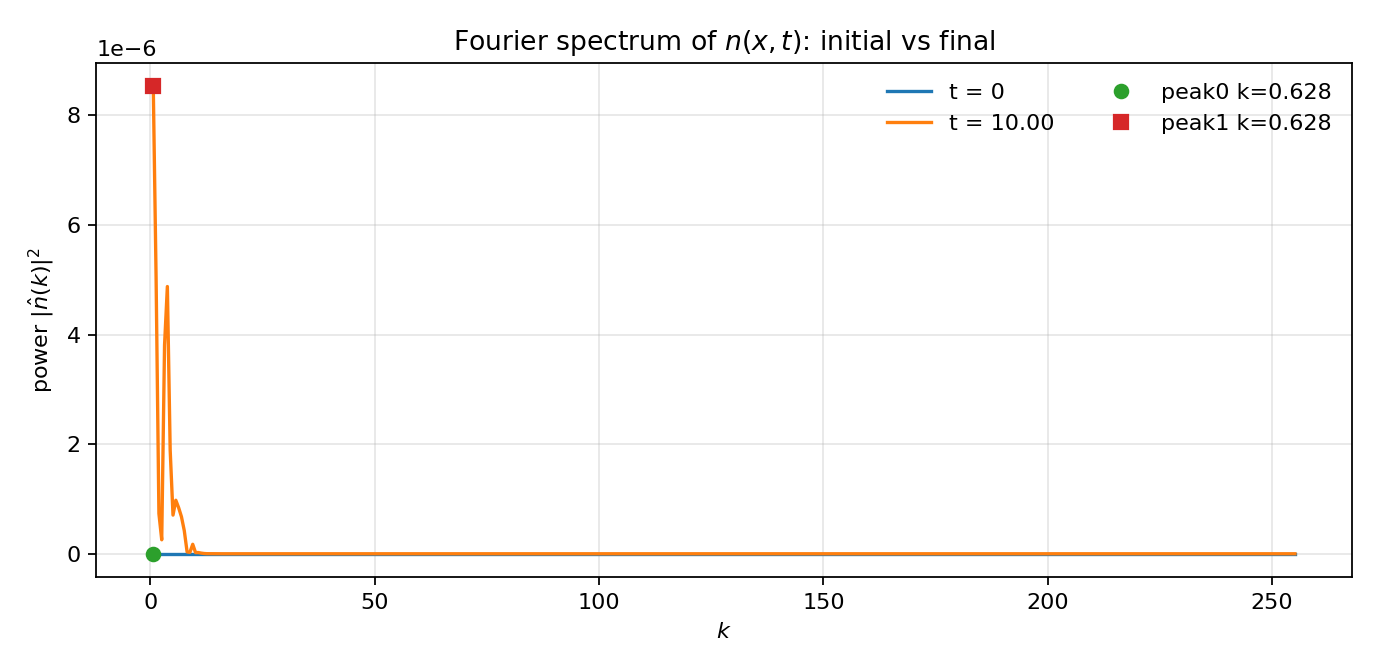 Fourier spectrum of n(x, t): initial vs final
1e−6
t = 0
t = 10.00
peak0 k=0.628
peak1 k=0.628
power |n̂(k)|²
8
6
4
2
0
0 50 100 150 200 250
k